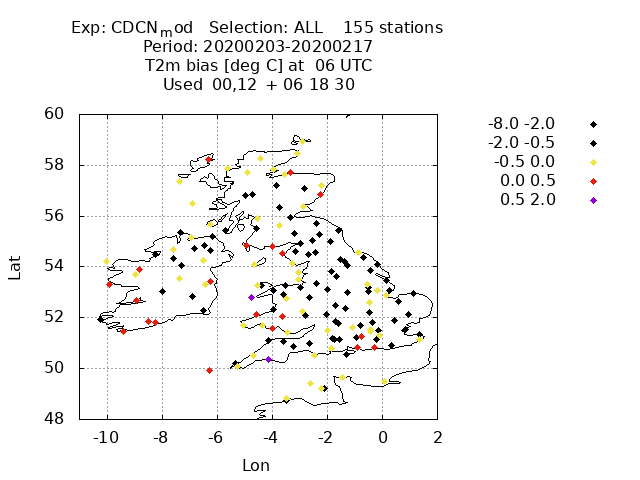 Exp: CDCN_mod Selection: ALL 155 stations
Period: 20200203-20200217
T2m bias [deg C] at 06 UTC
Used 00,12 + 06 18 30
-8.0 -2.0
-2.0 -0.5
-0.5 0.0
0.0 0.5
0.5 2.0
60
58
56
54
52
50
48
Lat
-10 -8 -6 -4 -2 0 2
Lon